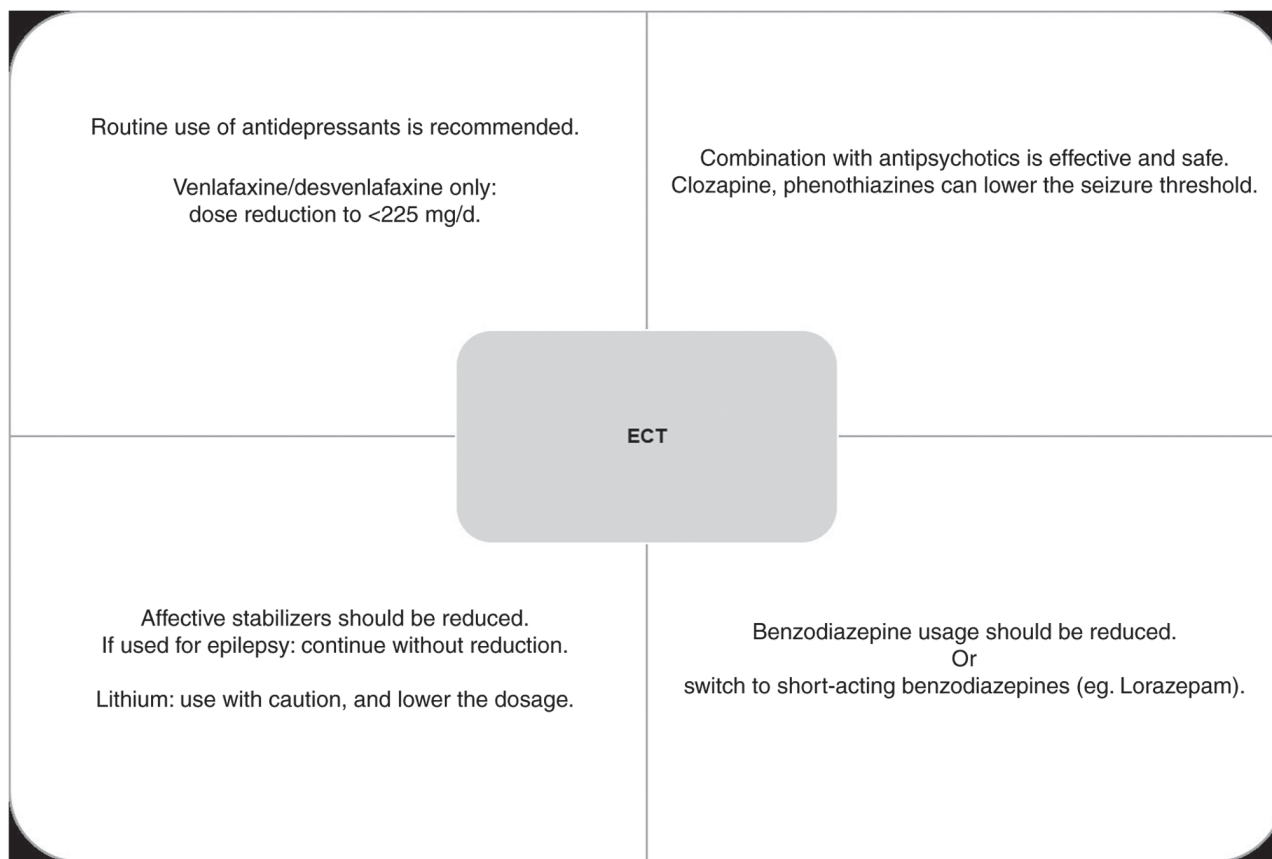 Routine use of antidepressants is recommended.
Venlafaxine/desvenlafaxine only:
dose reduction to <225 mg/d.
Combination with antipsychotics is effective and safe.
Clozapine, phenothiazines can lower the seizure threshold.
ECT
Affective stabilizers should be reduced.
If used for epilepsy: continue without reduction.
Lithium: use with caution, and lower the dosage.
Benzodiazepine usage should be reduced.
Or
switch to short-acting benzodiazepines (eg. Lorazepam).